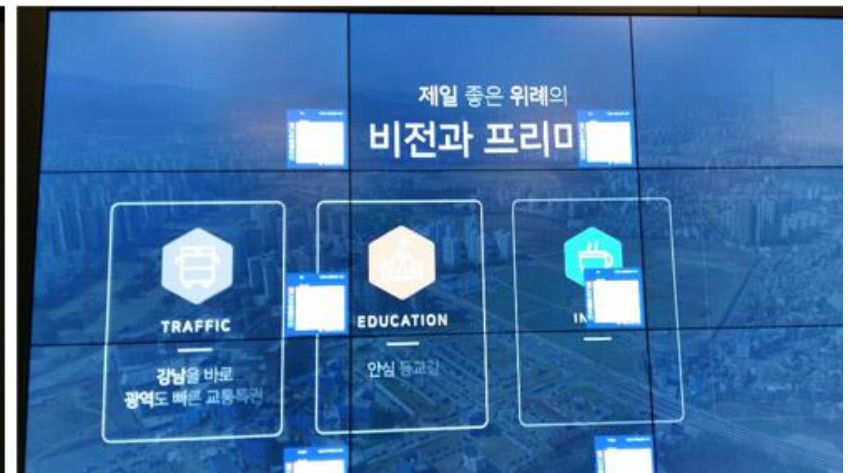 제일 좋은 위례의
비전과 프리미
TRAFFIC
강남을 바로
광역도 빠른 교통특권
EDUCATION
안심 등교길
IN